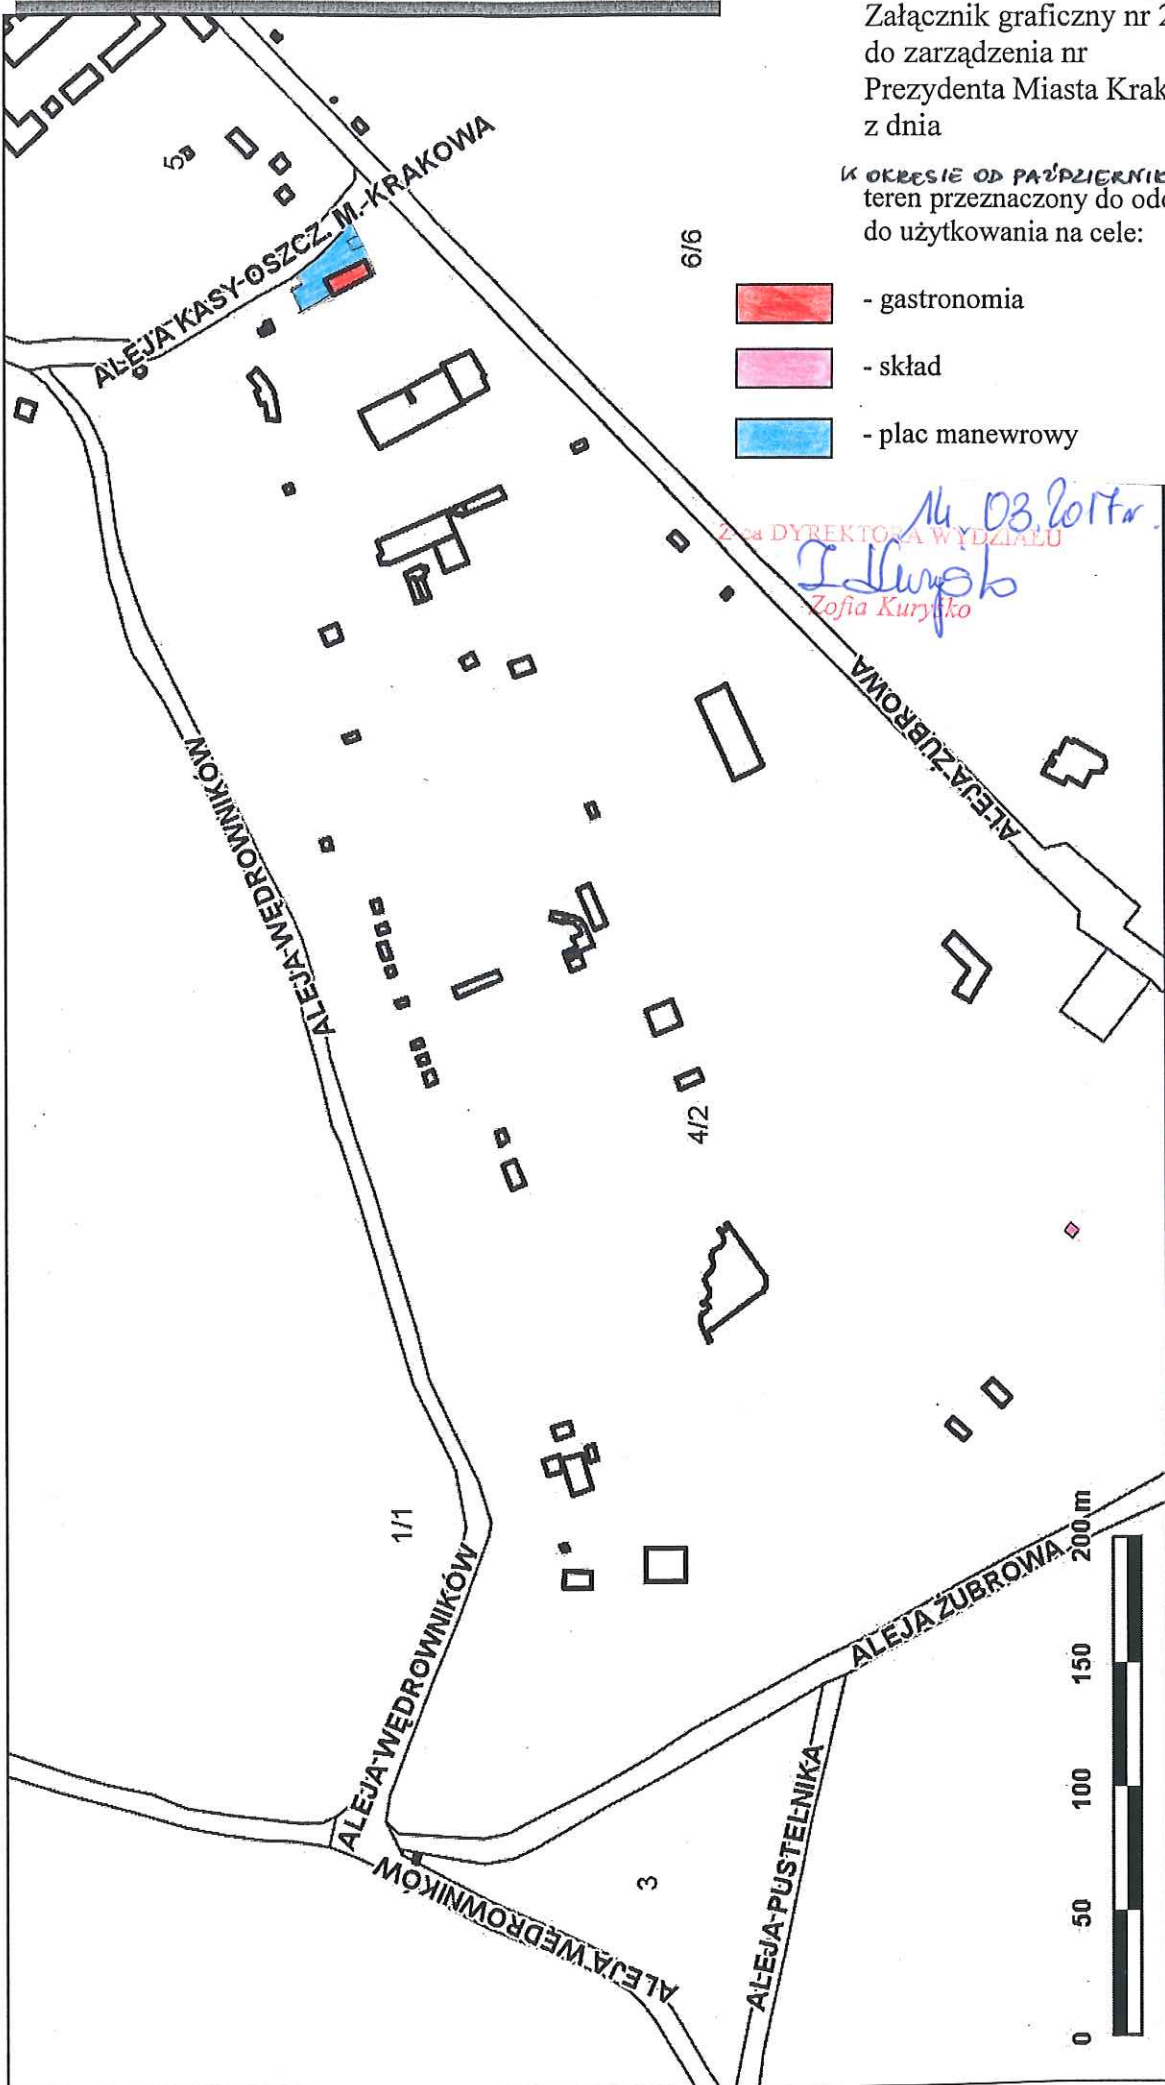 Załącznik graficzny nr 2
do zarządzenia nr
Prezydenta Miasta Krak
z dnia
W OKRESIE OD PAŹDZIERNIK
teren przeznaczony do odd
do użytkowania na cele:
- gastronomia
- skład
- plac manewrowy
14.03.2017r.
Z-ca DYREKTORA WYDZIAŁU
Zofia Kuryłko
5
ALEJA KASY OSZCZ. M. KRAKOWA
6/6
ALEJA WĘDROWNIKÓW
ALEJA ŻUBROWA
4/2
1/1
ALEJA WĘDROWNIKÓW
ALEJA ŻUBROWA
ALEJA WĘDROWNIKÓW
3
ALEJA PUSTELNIKA
0 50 100 150 200 m